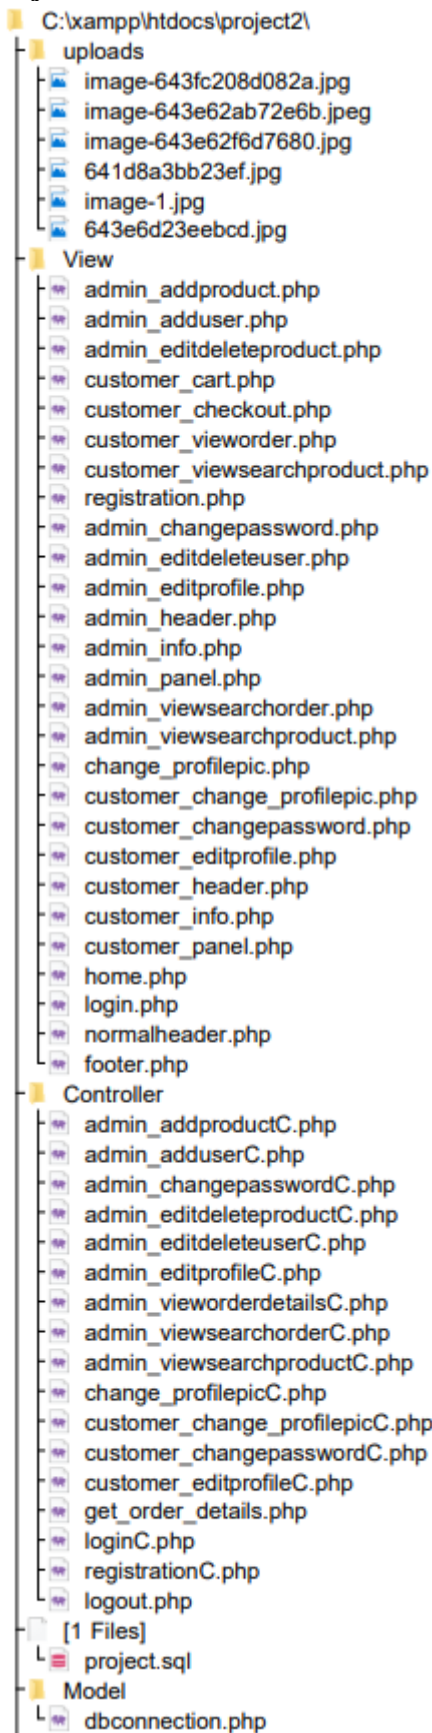 C:\xampp\htdocs\project2\
uploads
image-643fc208d082a.jpg
image-643e62ab72e6b.jpeg
image-643e62f6d7680.jpg
641d8a3bb23ef.jpg
image-1.jpg
643e6d23eebcd.jpg
View
admin_addproduct.php
admin_adduser.php
admin_editdeleteproduct.php
customer_cart.php
customer_checkout.php
customer_vieworder.php
customer_viewsearchproduct.php
registration.php
admin_changepassword.php
admin_editdeleteuser.php
admin_editprofile.php
admin_header.php
admin_info.php
admin_panel.php
admin_viewsearchorder.php
admin_viewsearchproduct.php
change_profilepic.php
customer_change_profilepic.php
customer_changepassword.php
customer_editprofile.php
customer_header.php
customer_info.php
customer_panel.php
home.php
login.php
normalheader.php
footer.php
Controller
admin_addproductC.php
admin_adduserC.php
admin_changepasswordC.php
admin_editdeleteproductC.php
admin_editdeleteuserC.php
admin_editprofileC.php
admin_vieworderdetailsC.php
admin_viewsearchorderC.php
admin_viewsearchproductC.php
change_profilepicC.php
customer_change_profilepicC.php
customer_changepasswordC.php
customer_editprofileC.php
get_order_details.php
loginC.php
registrationC.php
logout.php
[1 Files]
project.sql
Model
dbconnection.php